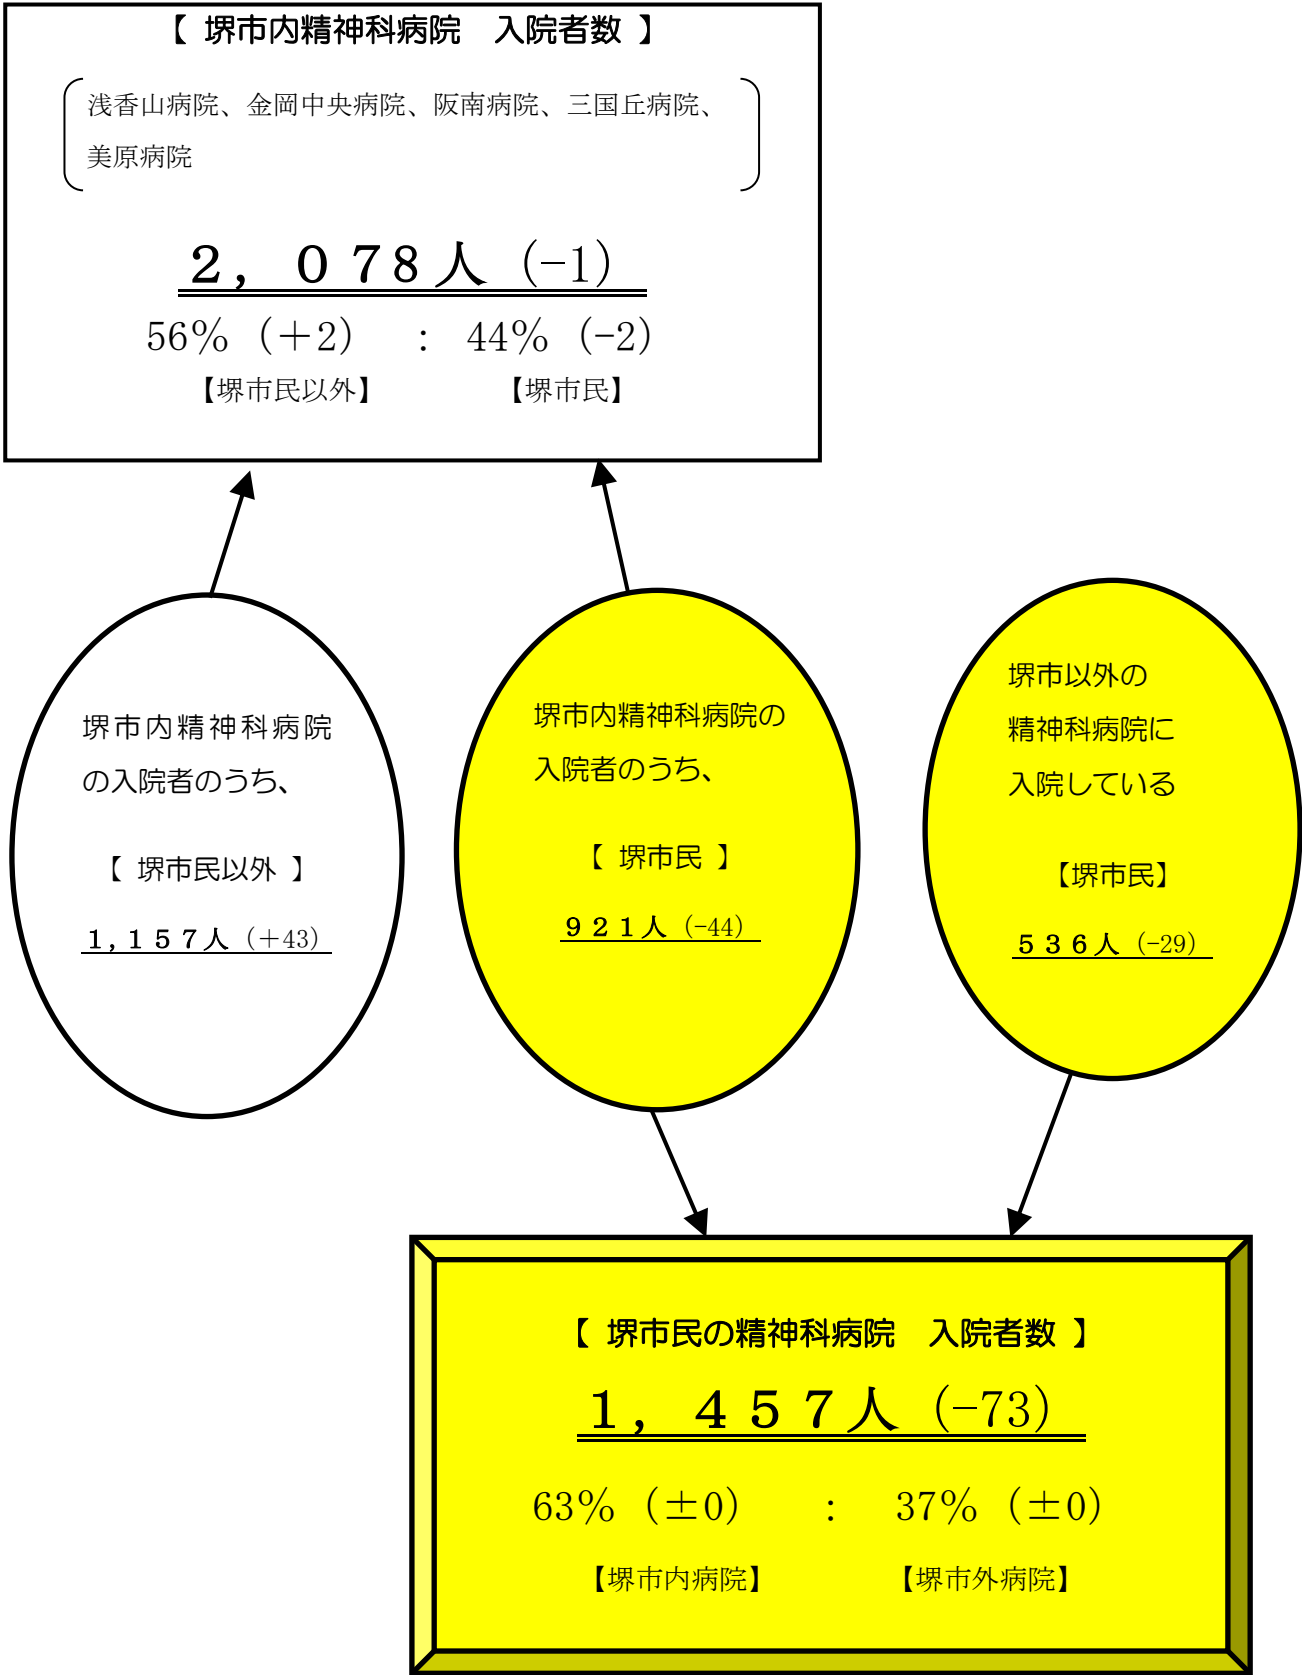 【 堺市内精神科病院　入院者数 】
浅香山病院、金岡中央病院、阪南病院、三国丘病院、
美原病院
２，０７８人（-1）
56％（＋2）　：　44％（-2）
【堺市民以外】　【堺市民】
堺市内精神科病院
の入院者のうち、
【 堺市民以外 】
１,１５７人（＋43）
堺市内精神科病院の
入院者のうち、
【 堺市民 】
９２１人（-44）
堺市以外の
精神科病院に
入院している
【堺市民】
５３６人（-29）
【 堺市民の精神科病院　入院者数 】
１，４５７人（-73）
63％（±0）　：　37％（±0）
【堺市内病院】　【堺市外病院】